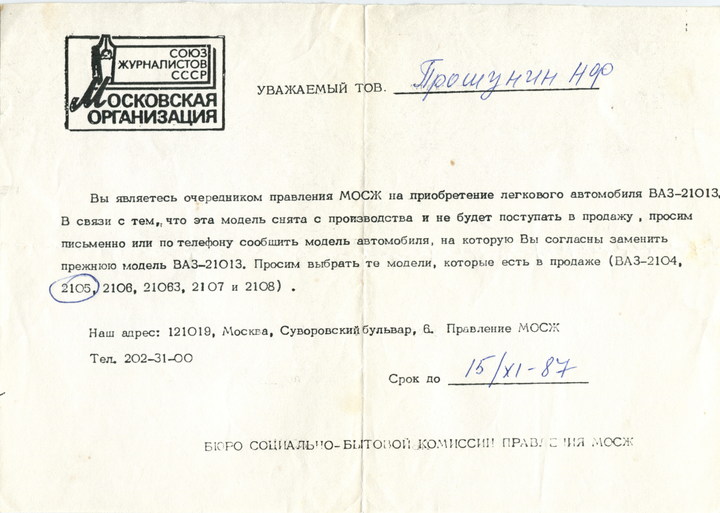 СОЮЗ
ЖУРНАЛИСТОВ
СССР
МОСКОВСКАЯ
ОРГАНИЗАЦИЯ
УВАЖАЕМЫЙ ТОВ. Прошунин НФ
Вы являетесь очередником правления МОСЖ на приобретение легкового автомобиля ВАЗ-21013.
В связи с тем, что эта модель снята с производства и не будет поступать в продажу, просим
письменно или по телефону сообщить модель автомобиля, на которую Вы согласны заменить
прежнюю модель ВАЗ-21013. Просим выбрать те модели, которые есть в продаже (ВАЗ-2104,
2105, 2106, 21063, 2107 и 2108) .
Наш адрес: 121019, Москва, Суворовский бульвар, 6. Правление МОСЖ
Тел. 202-31-00
Срок до 15/XI-87
БЮРО СОЦИАЛЬНО-БЫТОВОЙ КОМИССИИ ПРАВЛЕНИЯ МОСЖ